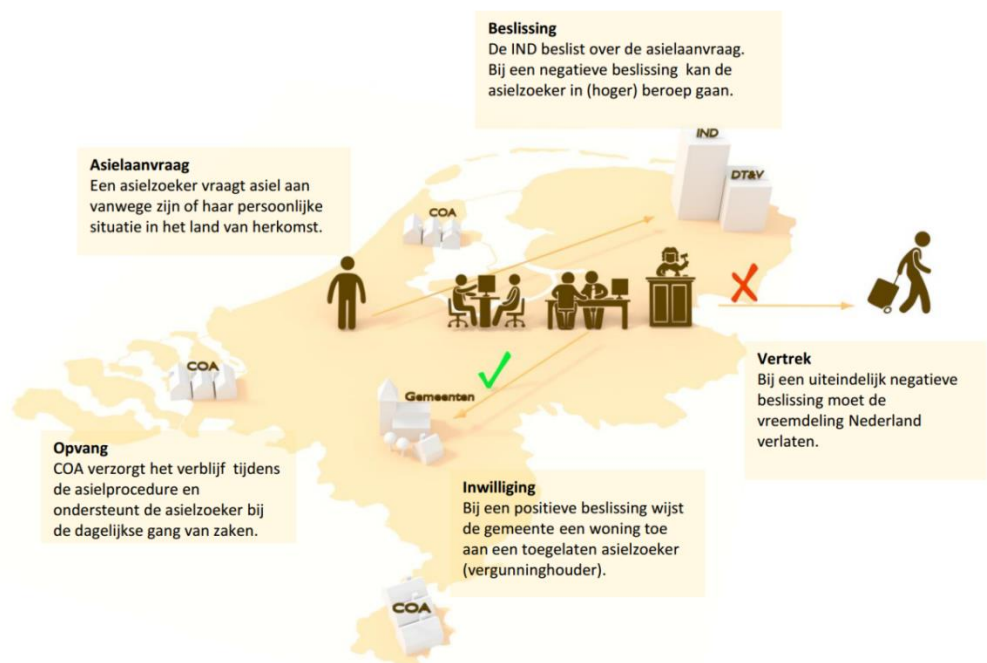 Beslissing
De IND beslist over de asielaanvraag.
Bij een negatieve beslissing kan de
asielzoeker in (hoger) beroep gaan.
IND
DT&V
Asielaanvraag
Een asielzoeker vraagt asiel aan
vanwege zijn of haar persoonlijke
situatie in het land van herkomst.
COA
COA
Gemeenten
Vertrek
Bij een uiteindelijk negatieve
beslissing moet de
vreemdeling Nederland
verlaten.
Opvang
COA verzorgt het verblijf tijdens
de asielprocedure en
ondersteunt de asielzoeker bij
de dagelijkse gang van zaken.
Inwilliging
Bij een positieve beslissing wijst
de gemeente een woning toe
aan een toegelaten asielzoeker
(vergunninghouder).
COA